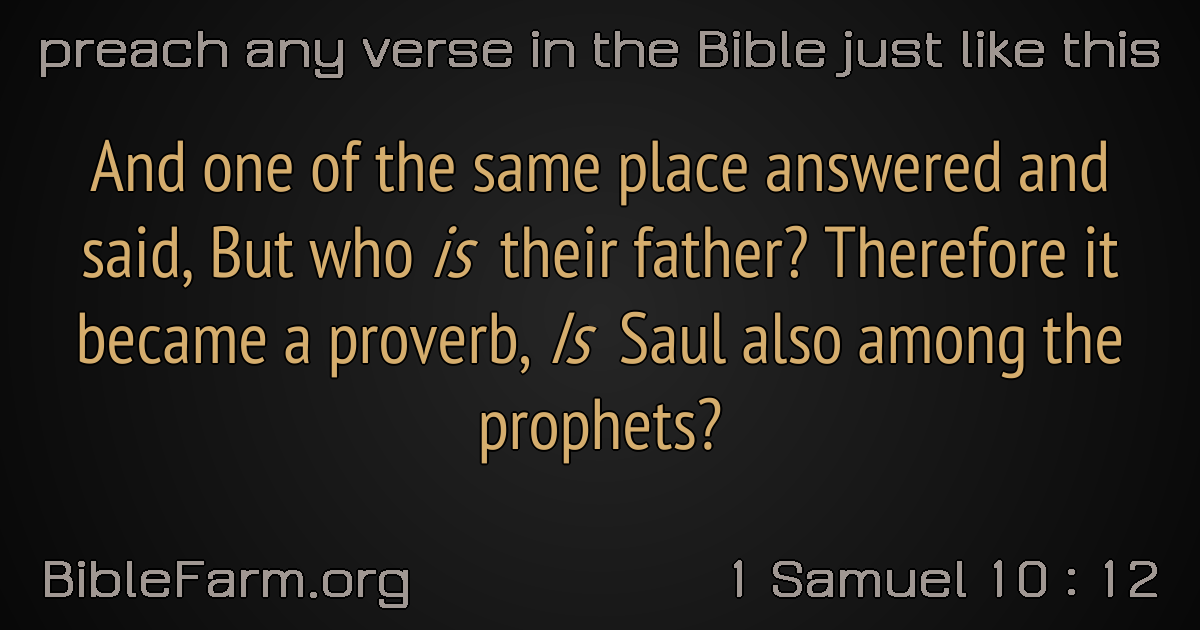 preach any verse in the Bible just like this
And one of the same place answered and
said, But who is their father? Therefore it
became a proverb, Is Saul also among the
prophets?
BibleFarm.org
1 Samuel 10 : 12